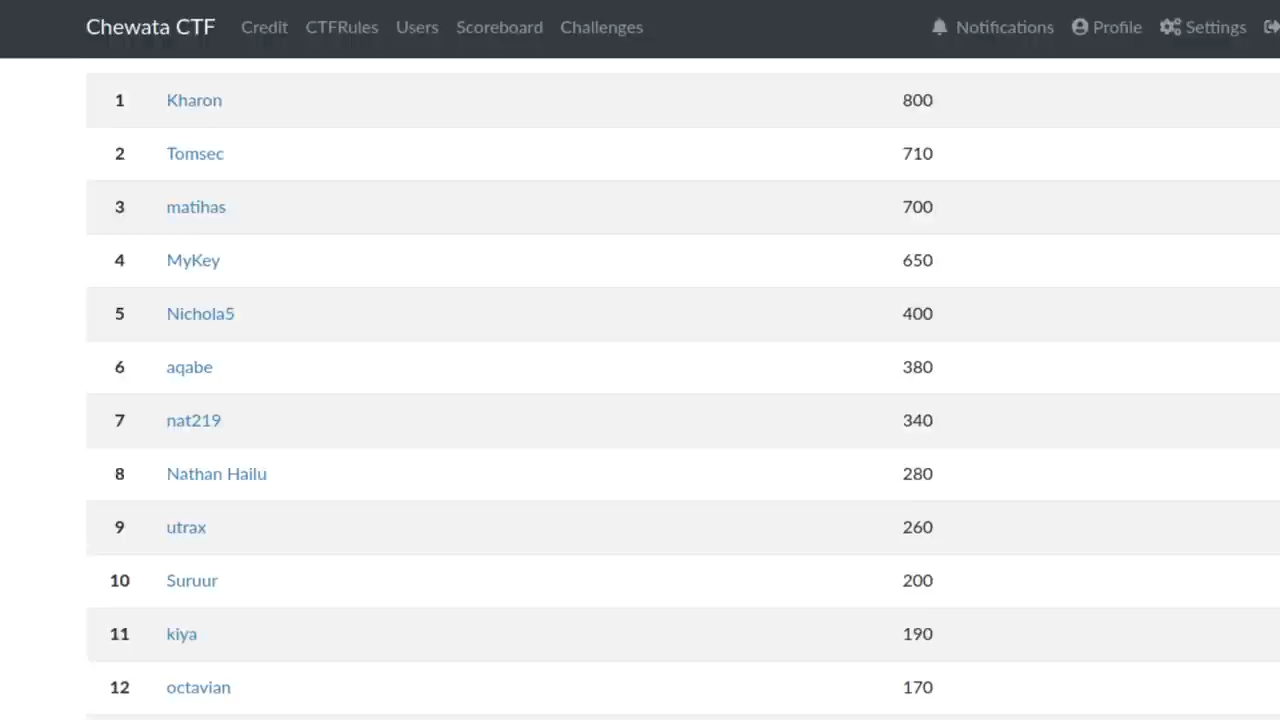 Chewata CTF Credit CTFRules Users Scoreboard Challenges Notifications Profile Settings
1 Kharon 800
2 Tomsec 710
3 matihas 700
4 MyKey 650
5 Nichola5 400
6 aqabe 380
7 nat219 340
8 Nathan Hailu 280
9 utrax 260
10 Suruur 200
11 kiya 190
12 octavian 170